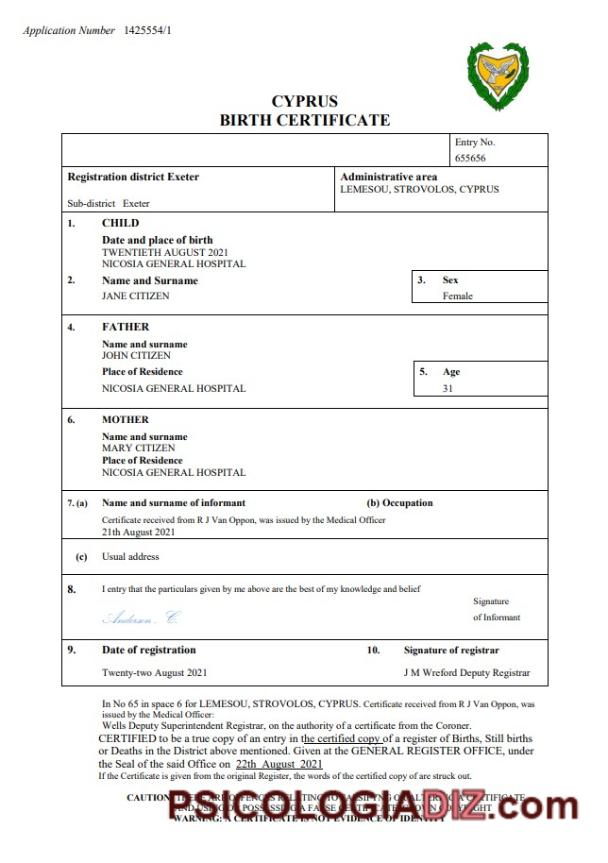 Application Number 1425554/1
CYPRUS
BIRTH CERTIFICATE
Entry No.
655656
Registration district Exeter
Sub-district Exeter
Administrative area
LEMESOU, STROVOLOS, CYPRUS
1. CHILD
Date and place of birth
TWENTIETH AUGUST 2021
NICOSIA GENERAL HOSPITAL
2. Name and Surname
JANE CITIZEN
3. Sex
Female
4. FATHER
Name and surname
JOHN CITIZEN
Place of Residence
NICOSIA GENERAL HOSPITAL
5. Age
31
6. MOTHER
Name and surname
MARY CITIZEN
Place of Residence
NICOSIA GENERAL HOSPITAL
7. (a) Name and surname of informant (b) Occupation
Certificate received from R J Van Oppon, was issued by the Medical Officer
21th August 2021
(c) Usual address
8. I entry that the particulars given by me above are the best of my knowledge and belief
Anderson . C.
Signature
of Informant
9. Date of registration
Twenty-two August 2021
10. Signature of registrar
J M Wreford Deputy Registrar
In No 65 in space 6 for LEMESOU, STROVOLOS, CYPRUS. Certificate received from R J Van Oppon, was
issued by the Medical Officer:
Wells Deputy Superintendent Registrar, on the authority of a certificate from the Coroner.
CERTIFIED to be a true copy of an entry in the certified copy of a register of Births, Still births
or Deaths in the District above mentioned. Given at the GENERAL REGISTER OFFICE, under
the Seal of the said Office on 22th August 2021
If the Certificate is given from the original Register, the words of the certified copy of are struck out.
CAUTION THERE ARE OFFENCES RELATING TO FALSIFYNG OR ALTERING A CERTIFICATE
WARNING: A CERTIFICATE IS NOT EVIDENCE OF IDENTITY
PSICOLOGIADIZ.com